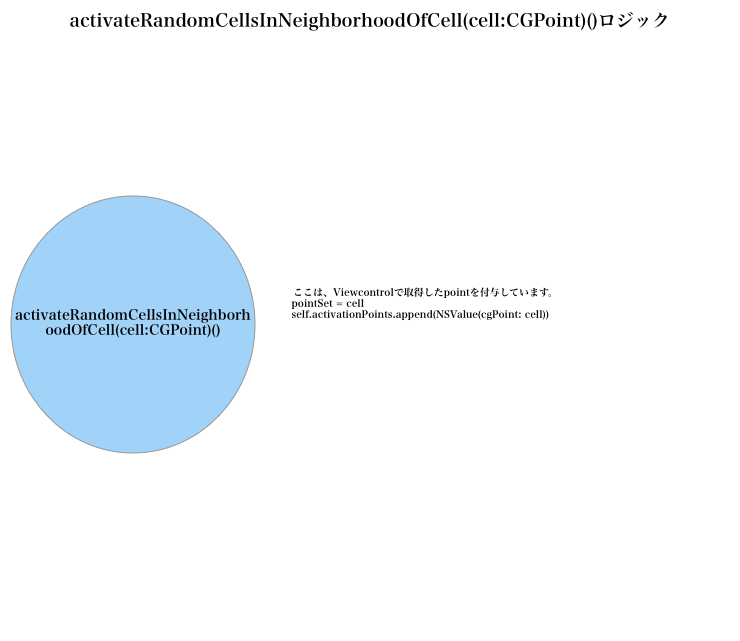 activateRandomCellsInNeighborhoodOfCell(cell:CGPoint)()ロジック
activateRandomCellsInNeighborh
oodOfCell(cell:CGPoint)()
ここは、Viewcontrolで取得したpointを付与しています。
pointSet = cell
self.activationPoints.append(NSValue(cgPoint: cell))